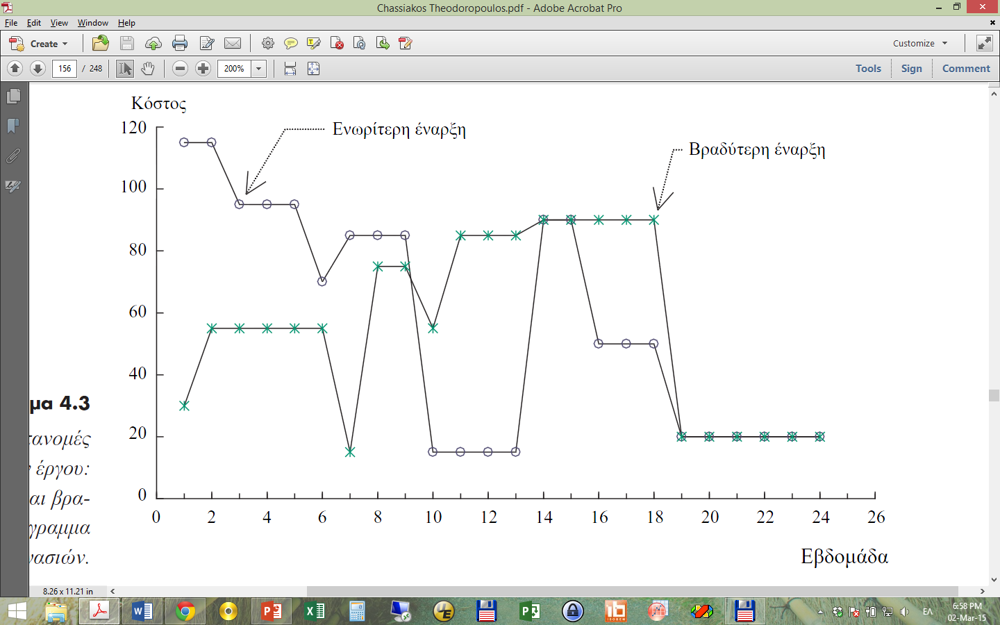 Chassiakos Theodoropoulos.pdf - Adobe Acrobat Pro
File Edit View Window Help
Create
Customize
156 / 248
200%
Tools Sign Comment
Κόστος
Ενωρίτερη έναρξη
Βραδύτερη έναρξη
120
100
80
60
40
20
0
0 2 4 6 8 10 12 14 16 18 20 22 24 26
Εβδομάδα
μα 4.3
τανομές
ν έργου:
αι βρα-
γραμμα
γασιών.
8.26 x 11.21 in
ΕΛ
6:58 PM
02-Mar-15